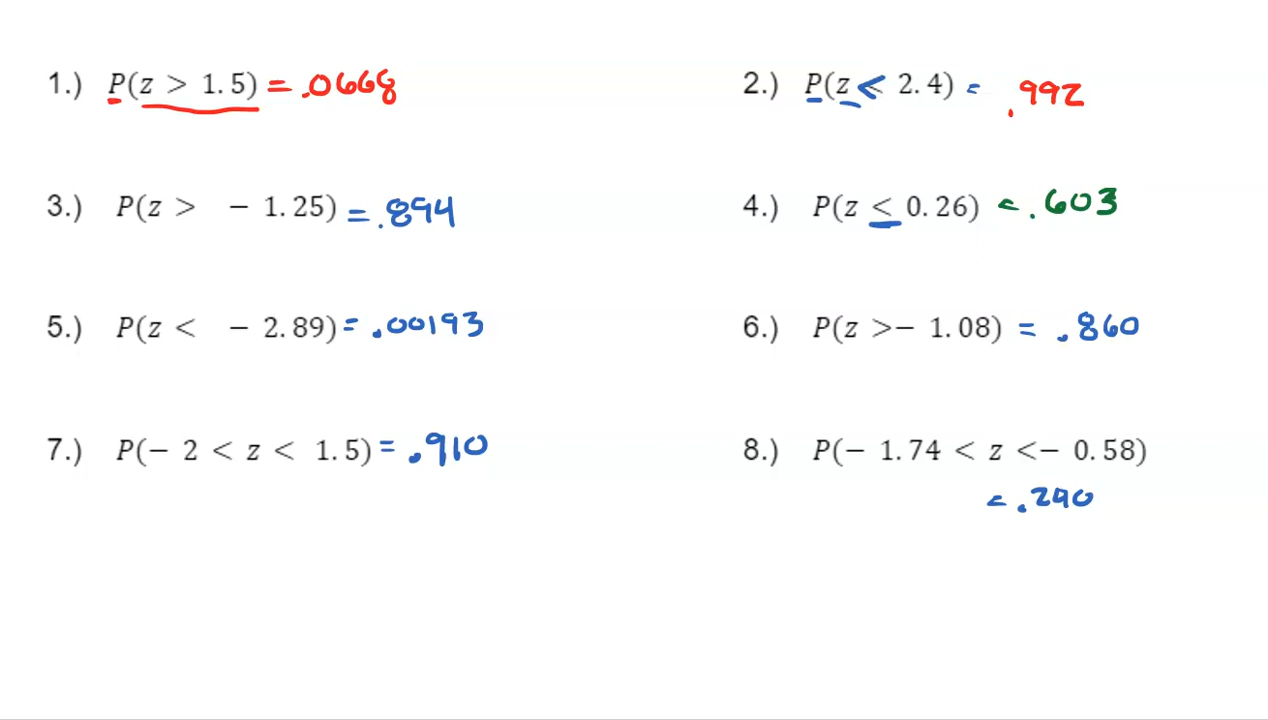 1.) P(z > 1.5) = .0668
2.) P(z < 2.4) = .992
3.) P(z > - 1.25) = .894
4.) P(z < 0.26) = .603
5.) P(z < - 2.89) = .00193
6.) P(z >- 1.08) = .860
7.) P(- 2 < z < 1.5) = .910
8.) P(- 1.74 < z <- 0.58)
= .240